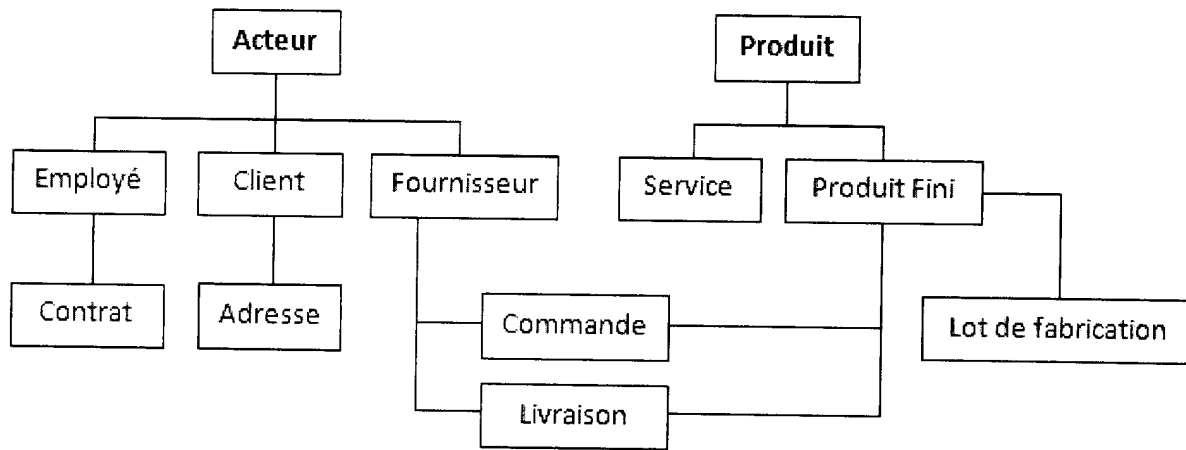 Acteur
Produit
Employé
Client
Fournisseur
Service
Produit Fini
Contrat
Adresse
Commande
Lot de fabrication
Livraison